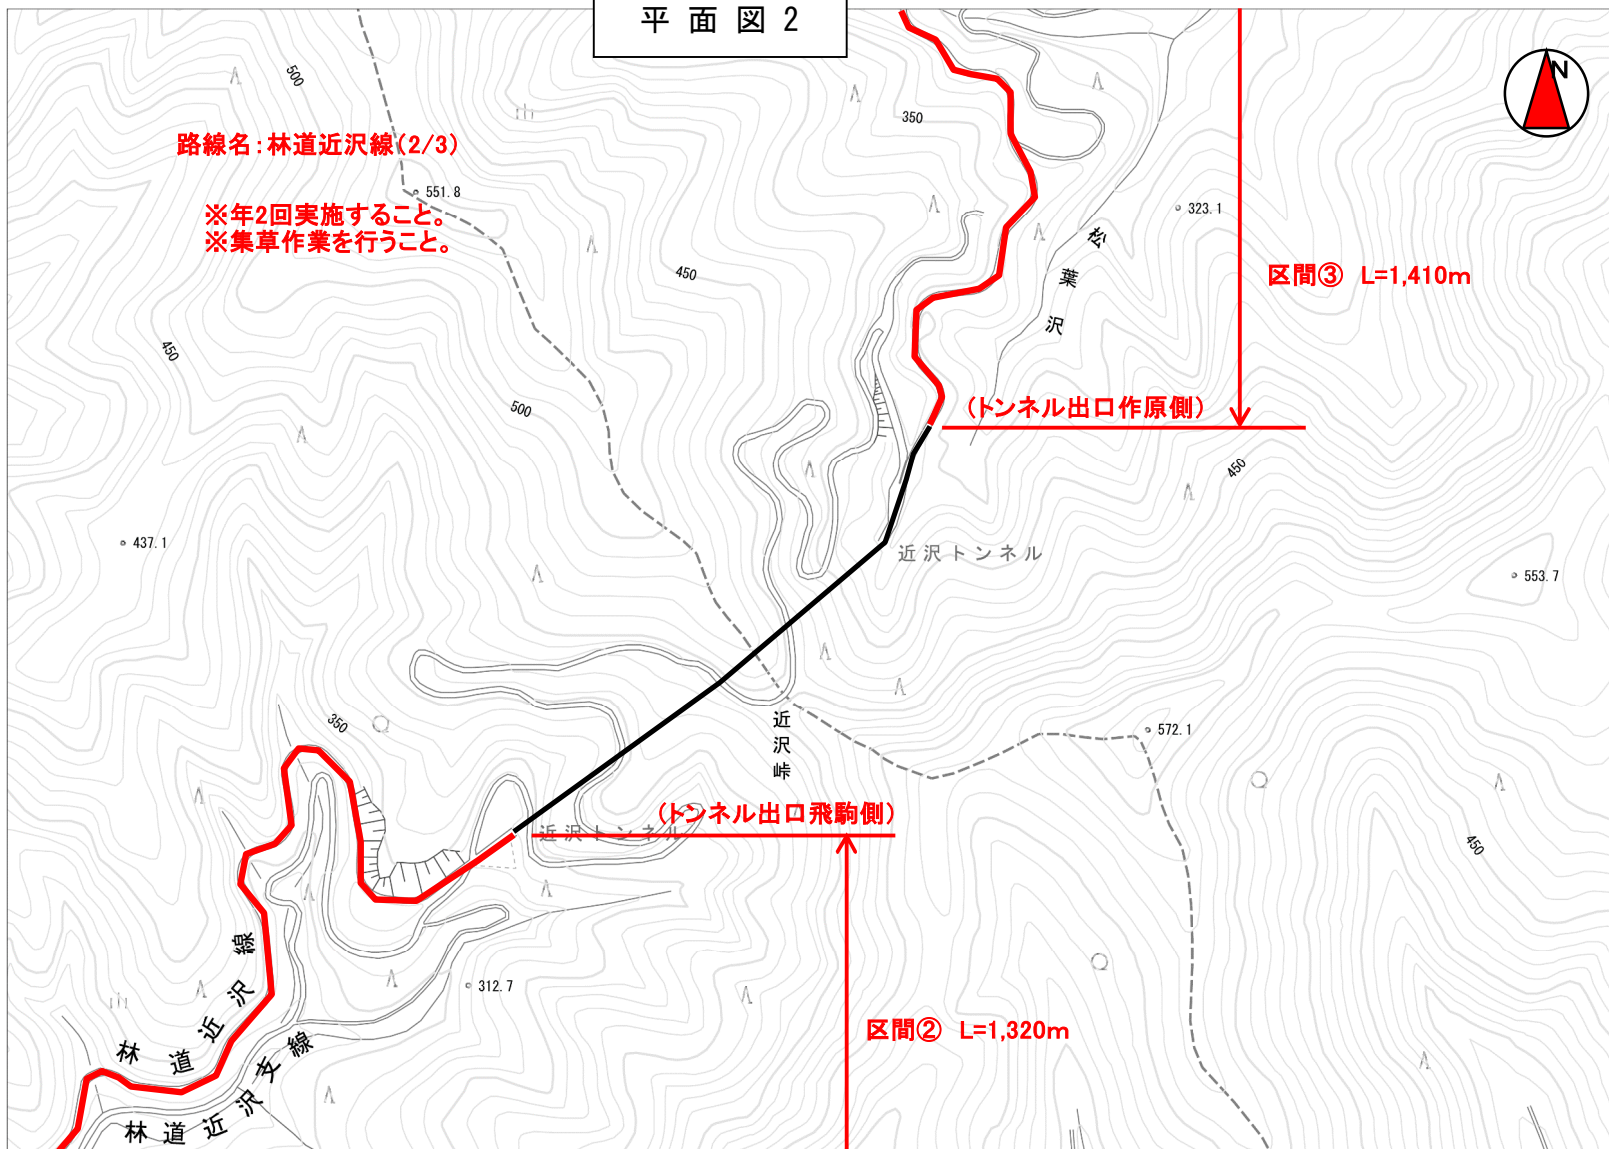 平面図2
N
500
路線名:林道近沢線(2/3)
551.8
※年2回実施すること。
※集草作業を行うこと。
350
323.1
松葉沢
450
区間③ L=1,410m
450
500
(トンネル出口作原側)
450
437.1
近沢トンネル
553.7
近沢峠
350
572.1
(トンネル出口飛駒側)
近沢トンネル
450
林道近沢線
312.7
区間② L=1,320m
林道近沢支線